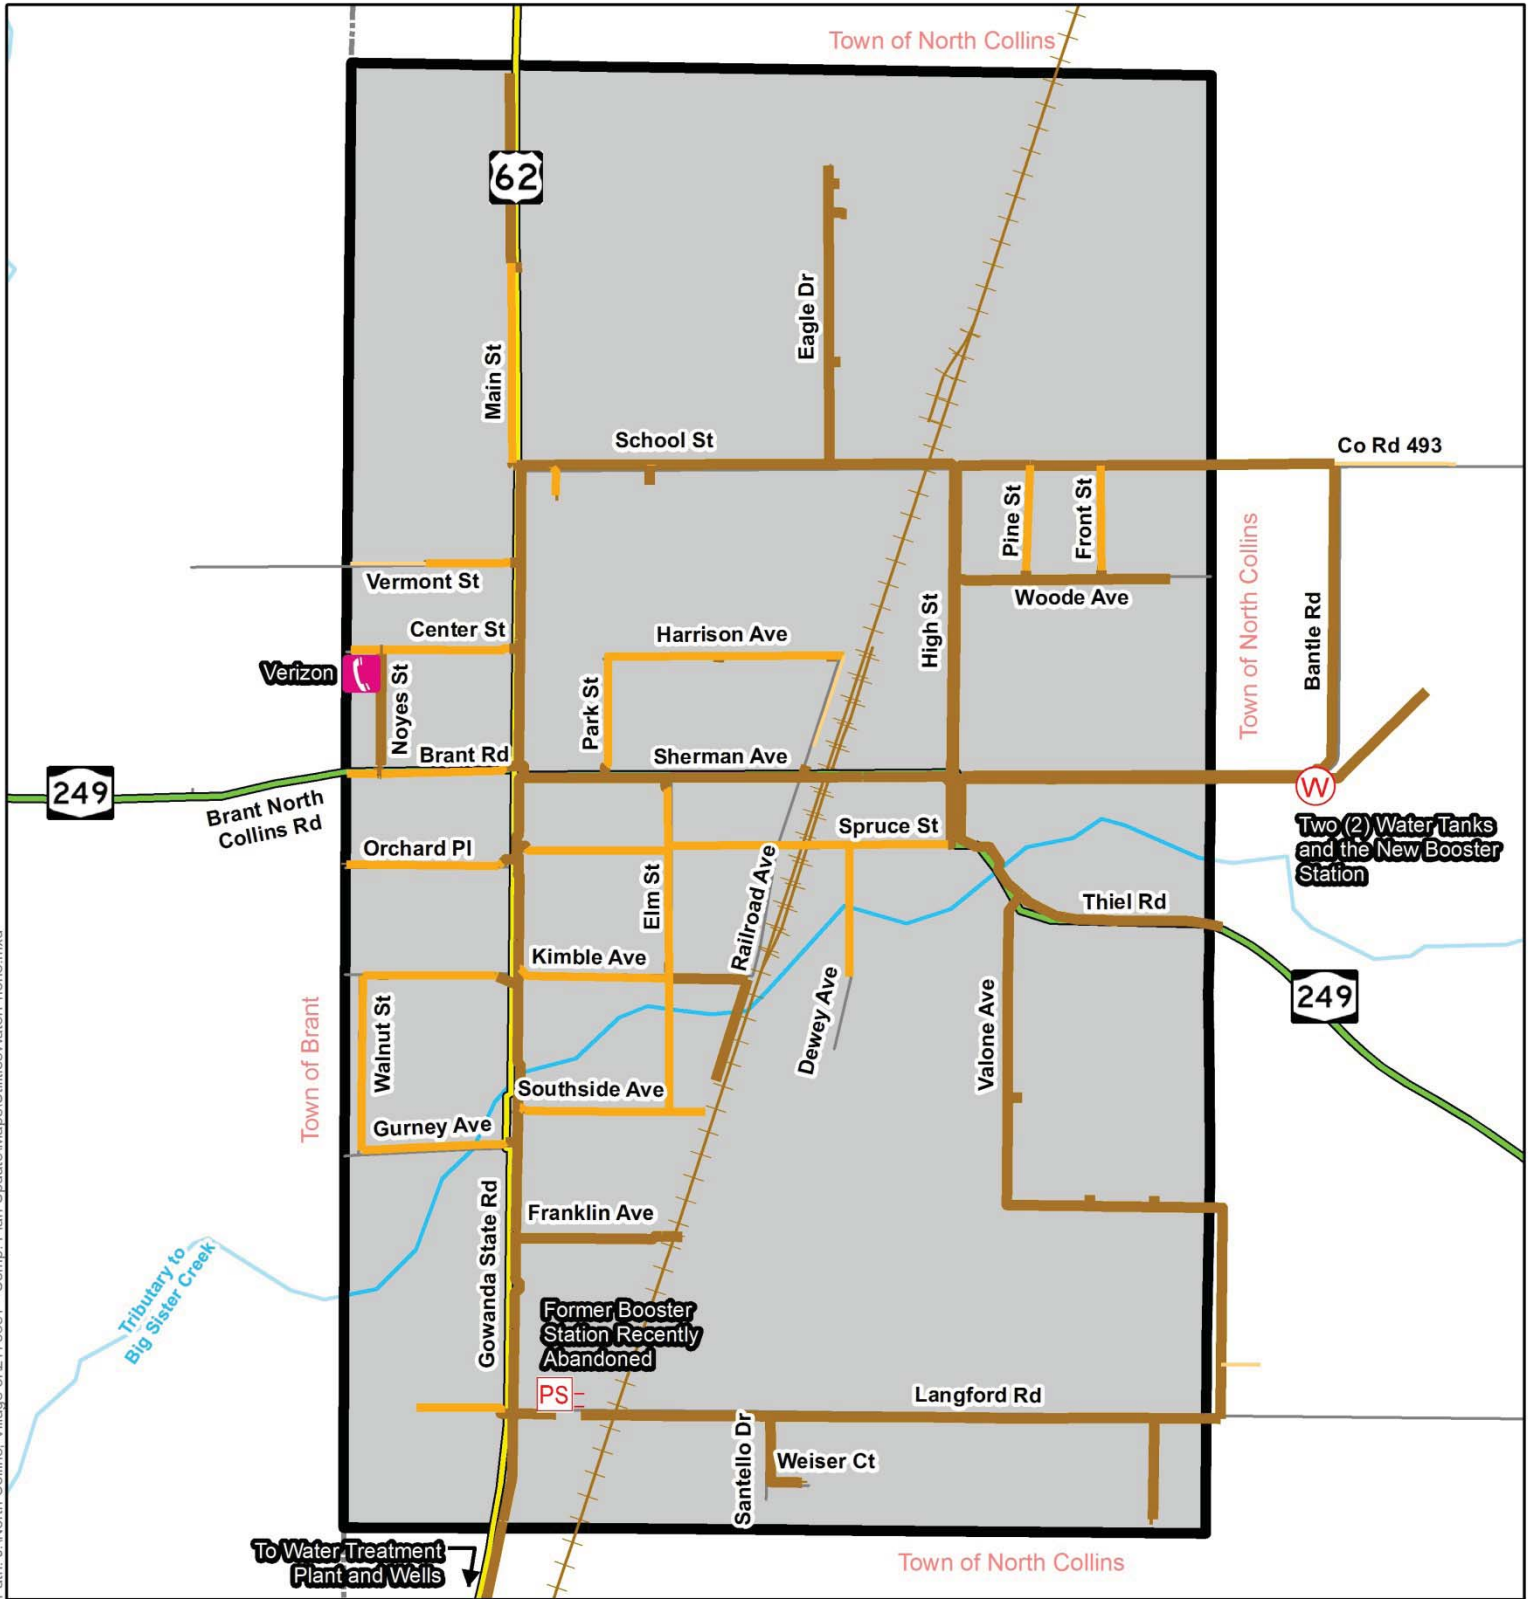 Town of North Collins
62
Eagle Dr
Main St
School St
Co Rd 493
Pine St
Front St
Town of North Collins
Vermont St
Woode Ave
Center St
Harrison Ave
High St
Bantle Rd
Verizon
Noyes St
Park St
Brant Rd
Sherman Ave
249
Brant North
Collins Rd
W
Spruce St
Two (2) Water Tanks
and the New Booster
Station
Orchard Pl
Elm St
Railroad Ave
Thiel Rd
Kimble Ave
249
Walnut St
Dewey Ave
Valone Ave
Town of Brant
Southside Ave
Gurney Ave
Gowanda State Rd
Franklin Ave
Tributary to
Big Sister Creek
Former Booster
Station Recently
Abandoned
PS
Langford Rd
Santello Dr
Weiser Ct
To Water Treatment
Plant and Wells
Town of North Collins